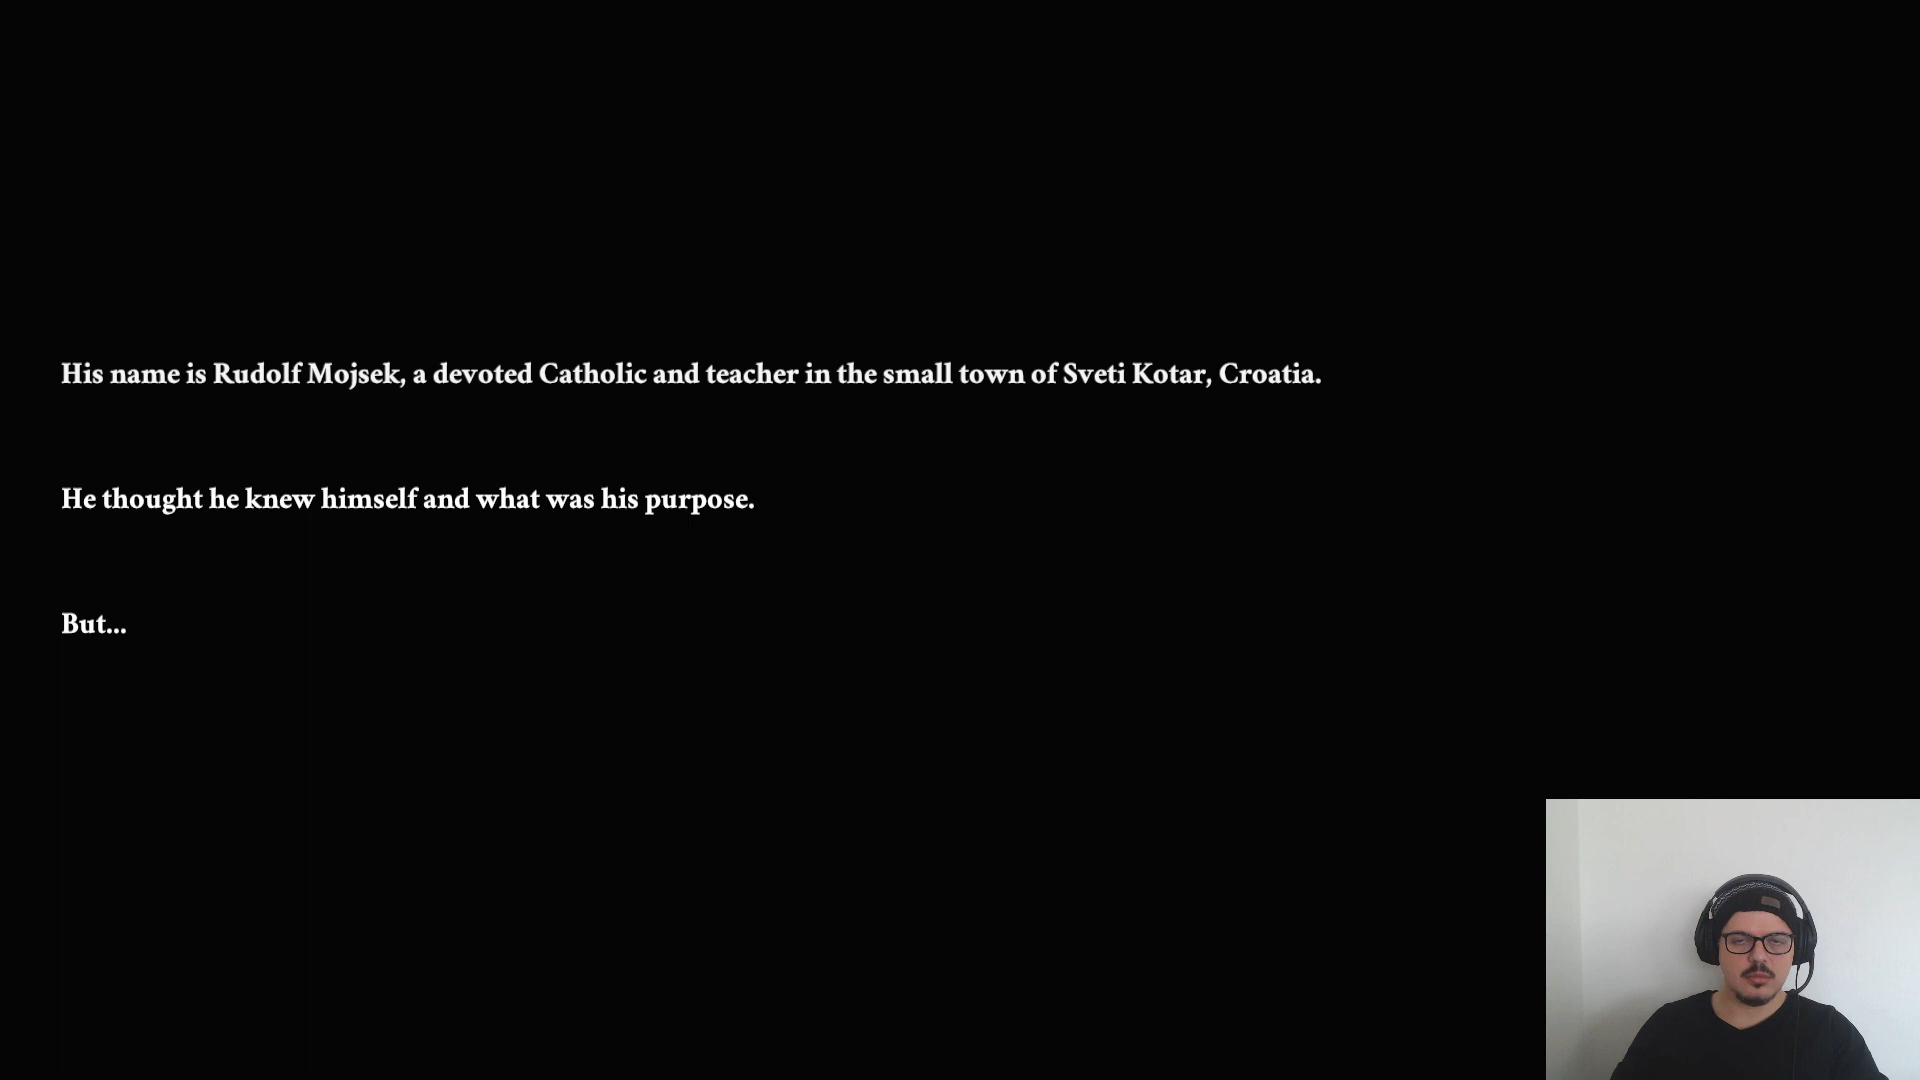 His name is Rudolf Mojsek, a devoted Catholic and teacher in the small town of Sveti Kotar, Croatia.
He thought he knew himself and what was his purpose.
But...